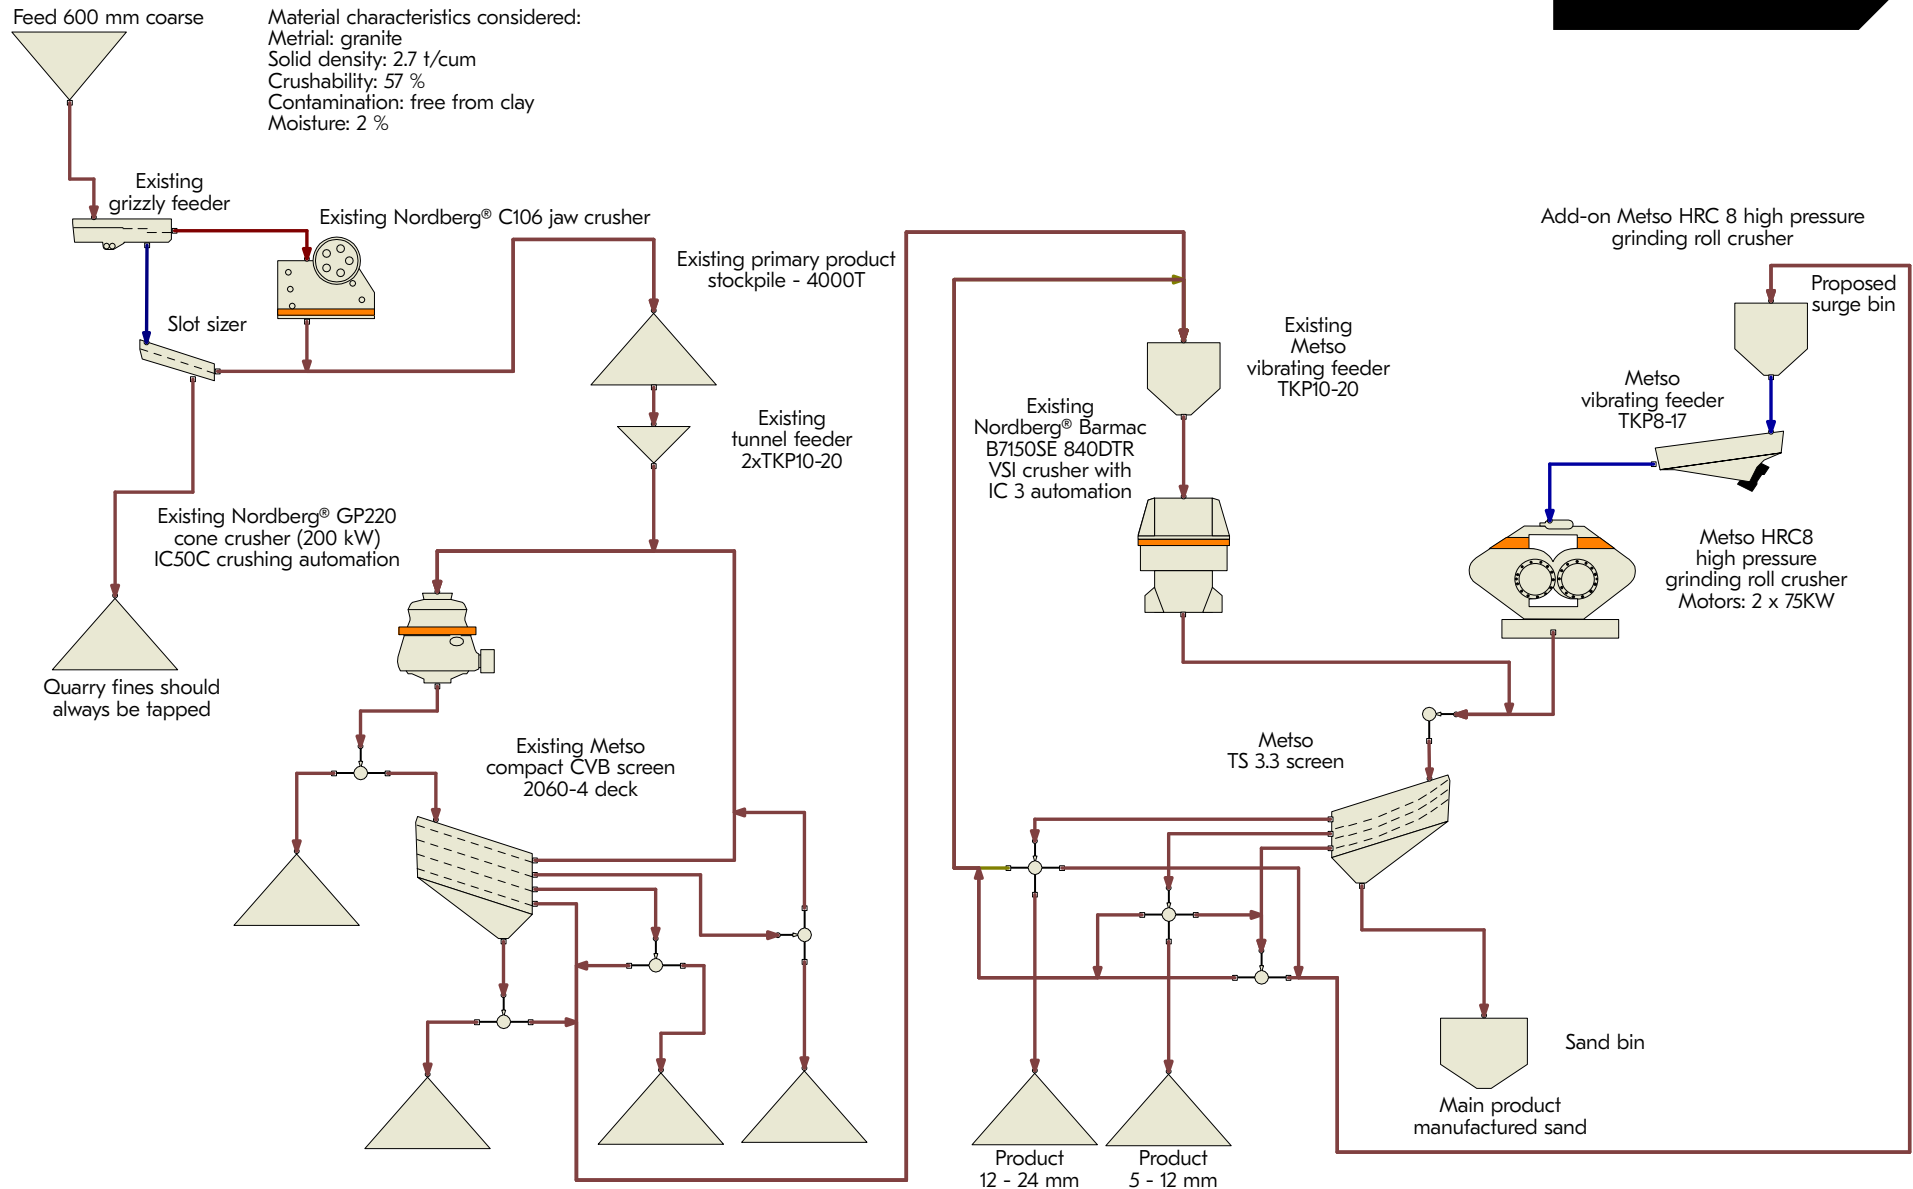 Feed 600 mm coarse
Material characteristics considered:
Metrial: granite
Solid density: 2.7 t/cum
Crushability: 57 %
Contamination: free from clay
Moisture: 2 %
Existing
grizzly feeder
Existing Nordberg® C106 jaw crusher
Slot sizer
Existing primary product
stockpile - 4000T
Existing
tunnel feeder
2xTKP10-20
Existing Nordberg® GP220
cone crusher (200 kW)
IC50C crushing automation
Quarry fines should
always be tapped
Existing Metso
compact CVB screen
2060-4 deck
Existing
Metso
vibrating feeder
TKP10-20
Existing
Nordberg® Barmac
B7150SE 840DTR
VSI crusher with
IC 3 automation
Add-on Metso HRC 8 high pressure
grinding roll crusher
Proposed
surge bin
Metso
vibrating feeder
TKP8-17
Metso HRC8
high pressure
grinding roll crusher
Motors: 2 x 75KW
Metso
TS 3.3 screen
Sand bin
Main product
manufactured sand
Product
12 - 24 mm
Product
5 - 12 mm